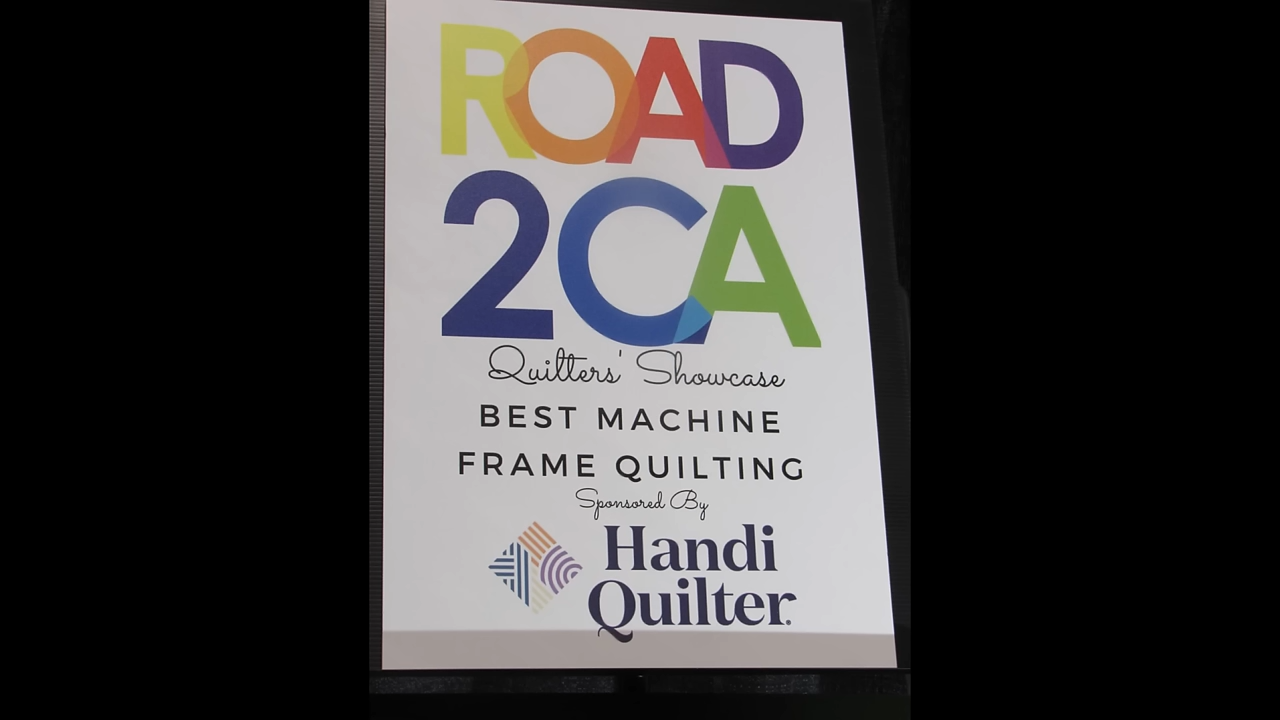 ROAD
2CA
Quilters' Showcase
BEST MACHINE
FRAME QUILTING
Sponsored By
Handi
Quilter®